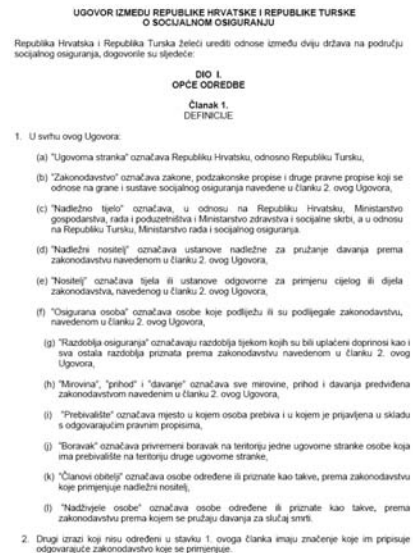 UGOVOR IZMEĐU REPUBLIKE HRVATSKE I REPUBLIKE TURSKE
O SOCIJALNOM OSIGURANJU
Republika Hrvatska i Republika Turska želeći urediti odnose između dviju država na području
socijalnog osiguranja, dogovorile su sljedeće:
DIO I.
OPĆE ODREDBE
Članak 1.
DEFINICIJE
1. U svrhu ovog Ugovora:
(a) "Ugovorna stranka" označava Republiku Hrvatsku, odnosno Republiku Tursku,
(b) "Zakonodavstvo" označava zakone, podzakonske propise i druge pravne propise koji se
odnose na grane i sustave socijalnog osiguranja navedene u članku 2. ovog Ugovora,
(c) "Nadležno tijelo" označava, u odnosu na Republiku Hrvatsku, Ministarstvo
gospodarstva, rada i poduzetništva i Ministarstvo zdravstva i socijalne skrbi, a u odnosu
na Republiku Tursku, Ministarstvo rada i socijalnog osiguranja.
(d) "Nadležni nositelj" označava ustanove nadležne za pružanje davanja prema
zakonodavstvu navedenom u članku 2. ovog Ugovora,
(e) "Nositelj" označava tijela ili ustanove odgovorne za primjenu cijelog ili dijela
zakonodavstva, navedenog u članku 2. ovog Ugovora,
(f) "Osigurana osoba" označava osobe koje podliježu ili su podlijegale zakonodavstvu,
navedenom u članku 2. ovog Ugovora,
(g) "Razdoblja osiguranja" označavaju razdoblja tijekom kojih su bili uplaćeni doprinosi kao i
sva ostala razdoblja priznata prema zakonodavstvu navedenom u članku 2. ovog
Ugovora,
(h) "Mirovina", "prihod" i "davanje" označava sve mirovine, prihod i davanja predviđena
zakonodavstvom navedenim u članku 2. ovog Ugovora,
(i) "Prebivalište" označava mjesto u kojem osoba prebiva i u kojem je prijavljena u skladu
s odgovarajućim pravnim propisima,
(j) "Boravak" označava privremeni boravak na teritoriju jedne ugovorne stranke osobe koja
ima prebivalište na teritoriju druge ugovorne stranke,
(k) "Članovi obitelji" označava osobe određene ili priznate kao takve, prema zakonodavstvu
koje primjenjuje nadležni nositelj,
(l) "Nadživjele osobe" označava osobe određene ili priznate kao takve, prema
zakonodavstvu prema kojem se pružaju davanja za slučaj smrti.
2. Drugi izrazi koji nisu određeni u stavku 1. ovoga članka imaju značenje koje im pripisuje
odgovarajuće zakonodavstvo koje se primjenjuje.